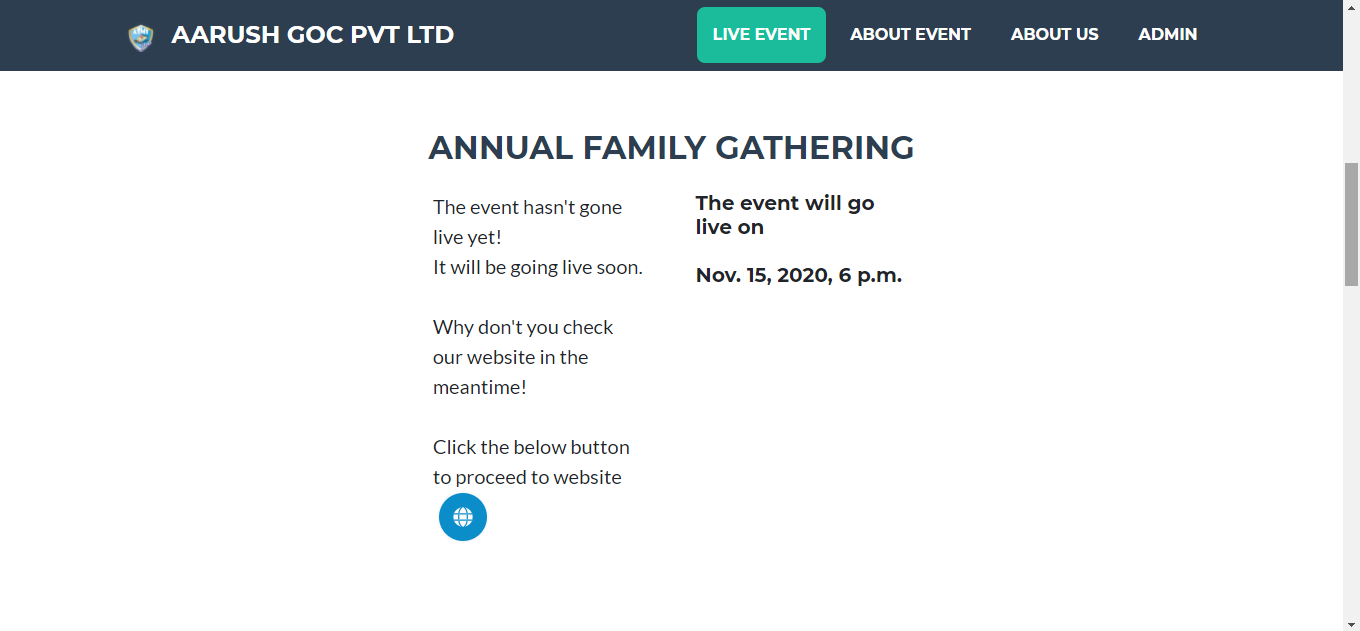 AARUSH GOC PVT LTD
LIVE EVENT
ABOUT EVENT
ABOUT US
ADMIN
ANNUAL FAMILY GATHERING
The event hasn't gone
live yet!
It will be going live soon.
Why don't you check
our website in the
meantime!
Click the below button
to proceed to website
The event will go
live on
Nov. 15, 2020, 6 p.m.